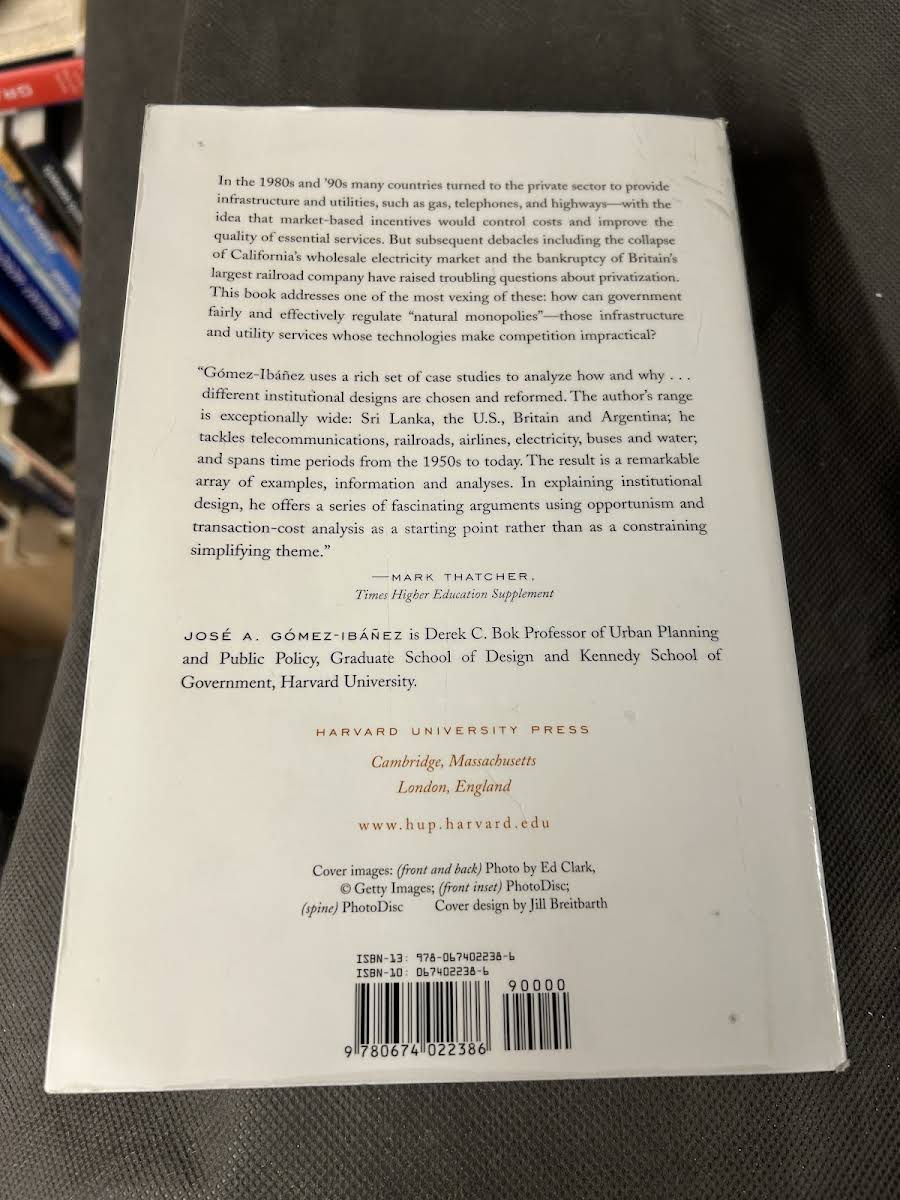 In the 1980s and ’90s many countries turned to the private sector to provide
infrastructure and utilities, such as gas, telephones, and highways—with the
idea that market-based incentives would control costs and improve the
quality of essential services. But subsequent debacles including the collapse
of California’s wholesale electricity market and the bankruptcy of Britain’s
largest railroad company have raised troubling questions about privatization.
This book addresses one of the most vexing of these: how can government
fairly and effectively regulate “natural monopolies”—those infrastructure
and utility services whose technologies make competition impractical?
“Gómez-Ibáñez uses a rich set of case studies to analyze how and why . . .
different institutional designs are chosen and reformed. The author’s range
is exceptionally wide: Sri Lanka, the U.S., Britain and Argentina; he
tackles telecommunications, railroads, airlines, electricity, buses and water;
and spans time periods from the 1950s to today. The result is a remarkable
array of examples, information and analyses. In explaining institutional
design, he offers a series of fascinating arguments using opportunism and
transaction-cost analysis as a starting point rather than as a constraining
simplifying theme.”
—MARK THATCHER,
Times Higher Education Supplement
JOSÉ A. GÓMEZ-IBÁÑEZ is Derek C. Bok Professor of Urban Planning
and Public Policy, Graduate School of Design and Kennedy School of
Government, Harvard University.
HARVARD UNIVERSITY PRESS
Cambridge, Massachusetts
London, England
www.hup.harvard.edu
Cover images: (front and back) Photo by Ed Clark,
© Getty Images; (front inset) PhotoDisc;
(spine) PhotoDisc Cover design by Jill Breitbarth
ISBN-13: 978-067402238-6
ISBN-10: 067402238-6
90000
9 780674 022386